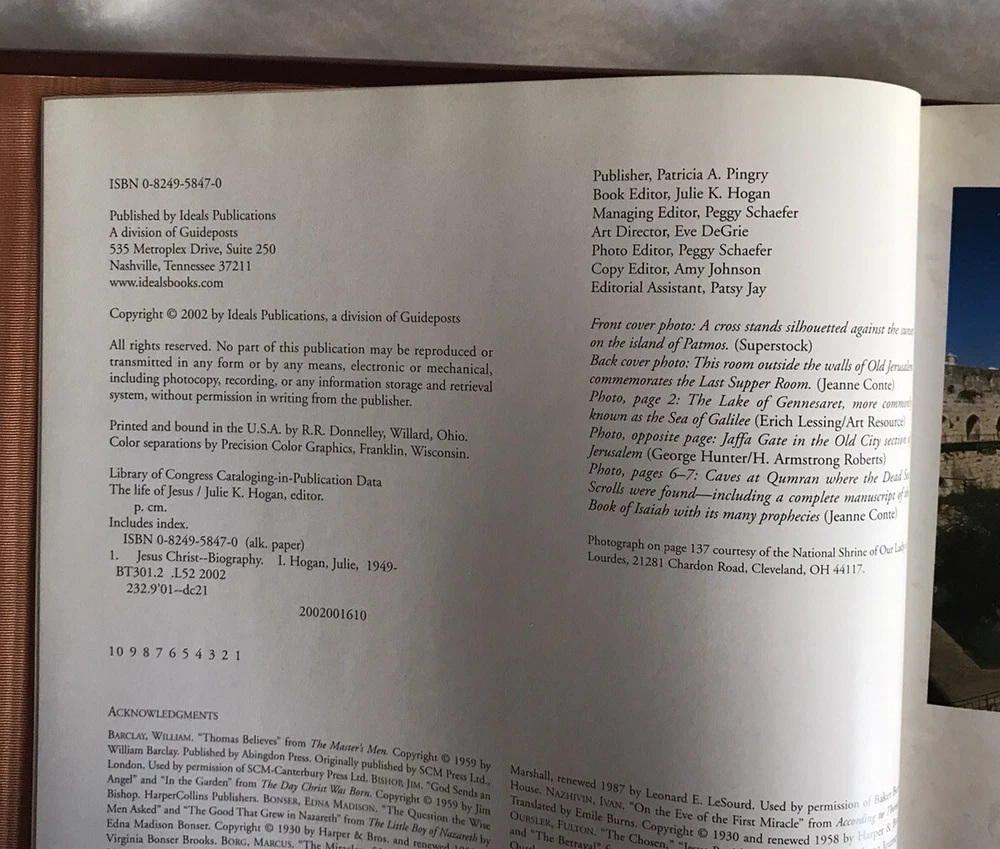 ISBN 0-8249-5847-0
Published by Ideals Publications
A division of Guideposts
535 Metroplex Drive, Suite 250
Nashville, Tennessee 37211
www.idealsbooks.com
Copyright © 2002 by Ideals Publications, a division of Guideposts
All rights reserved. No part of this publication may be reproduced or
transmitted in any form or by any means, electronic or mechanical,
including photocopy, recording, or any information storage and retrieval
system, without permission in writing from the publisher.
Printed and bound in the U.S.A. by R.R. Donnelley, Willard, Ohio.
Color separations by Precision Color Graphics, Franklin, Wisconsin.
Library of Congress Cataloging-in-Publication Data
The life of Jesus / Julie K. Hogan, editor.
p. cm.
Includes index.
ISBN 0-8249-5847-0 (alk. paper)
1. Jesus Christ--Biography. I. Hogan, Julie, 1949-
BT301.2 .L52 2002
232.9'01--dc21
2002001610
10 9 8 7 6 5 4 3 2 1
ACKNOWLEDGMENTS
BARCLAY, WILLIAM. "Thomas Believes" from The Master's Men. Copyright © 1959 by
William Barclay. Published by Abingdon Press. Originally published by SCM Press Ltd.,
London. Used by permission of SCM-Canterbury Press Ltd. BISHOP, JIM. "God Sends an
Angel" and "In the Garden" from The Day Christ Was Born. Copyright © 1959 by Jim
Bishop. HarperCollins Publishers. BONSER, EDNA MADISON, "The Question the Wise
Men Asked" and "The Good That Grew in Nazareth" from The Little Boy of Nazareth by
Edna Madison Bonser. Copyright © 1930 by Harper & Bros. and renewed 1958 by
Virginia Bonser Brooks. BORG, MARCUS.
Publisher, Patricia A. Pingry
Book Editor, Julie K. Hogan
Managing Editor, Peggy Schaefer
Art Director, Eve DeGrie
Photo Editor, Peggy Schaefer
Copy Editor, Amy Johnson
Editorial Assistant, Patsy Jay
Front cover photo: A cross stands silhouetted against the
on the island of Patmos. (Superstock)
Back cover photo: This room outside the walls of Old Jerusalem
commemorates the Last Supper Room. (Jeanne Conte)
Photo, page 2: The Lake of Gennesaret, more commonly
known as the Sea of Galilee (Erich Lessing/Art Resource)
Photo, opposite page: Jaffa Gate in the Old City section of
Jerusalem (George Hunter/H. Armstrong Roberts)
Photo, pages 6–7: Caves at Qumran where the Dead Sea
Scrolls were found—including a complete manuscript of the
Book of Isaiah with its many prophecies (Jeanne Conte)
Photograph on page 137 courtesy of the National Shrine of Our Lady
Lourdes, 21281 Chardon Road, Cleveland, OH 44117.
Marshall, renewed 1987 by Leonard E. LeSourd. Used by permission of Baker
House. NAZHIVIN, IVAN. "On the Eve of the First Miracle" from According to
Translated by Emile Burns. Copyright © 1930 and renewed 1958 by Harper &
OURSLER, FULTON. "The Chosen,"
and "The Betrayal"